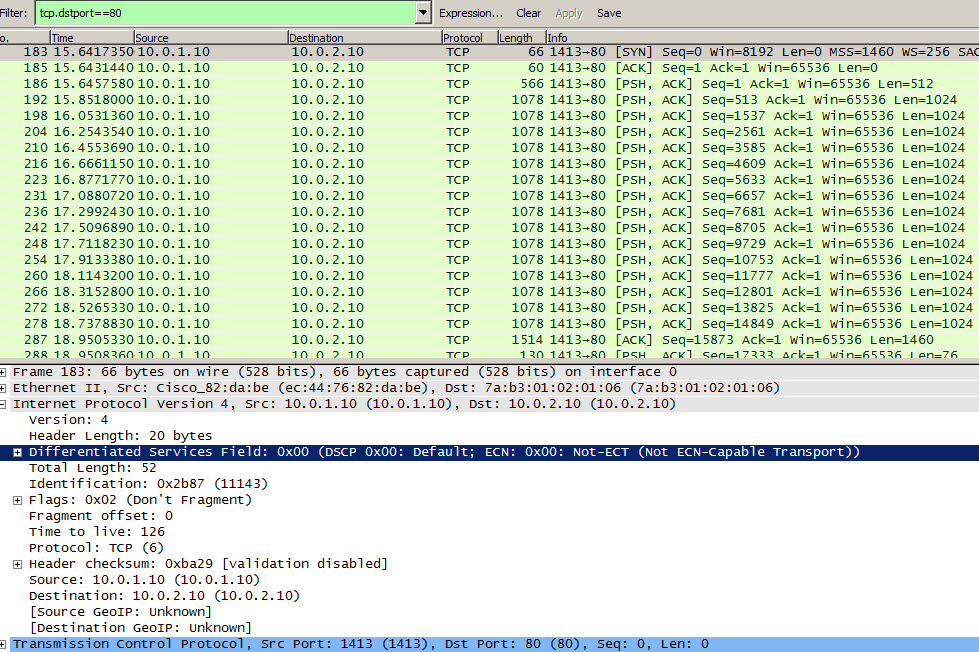 Filter: tcp.dstport==80 Expression... Clear Apply Save
o. Time Source Destination Protocol Length Info
183 15.6417350 10.0.1.10 10.0.2.10 TCP 66 1413→80 [SYN] Seq=0 Win=8192 Len=0 MSS=1460 WS=256 SAC
185 15.6431440 10.0.1.10 10.0.2.10 TCP 60 1413→80 [ACK] Seq=1 Ack=1 Win=65536 Len=0
186 15.6457580 10.0.1.10 10.0.2.10 TCP 566 1413→80 [PSH, ACK] Seq=1 Ack=1 Win=65536 Len=512
192 15.8518000 10.0.1.10 10.0.2.10 TCP 1078 1413→80 [PSH, ACK] Seq=513 Ack=1 Win=65536 Len=1024
198 16.0531360 10.0.1.10 10.0.2.10 TCP 1078 1413→80 [PSH, ACK] Seq=1537 Ack=1 Win=65536 Len=1024
204 16.2543540 10.0.1.10 10.0.2.10 TCP 1078 1413→80 [PSH, ACK] Seq=2561 Ack=1 Win=65536 Len=1024
210 16.4553690 10.0.1.10 10.0.2.10 TCP 1078 1413→80 [PSH, ACK] Seq=3585 Ack=1 Win=65536 Len=1024
216 16.6661150 10.0.1.10 10.0.2.10 TCP 1078 1413→80 [PSH, ACK] Seq=4609 Ack=1 Win=65536 Len=1024
223 16.8771770 10.0.1.10 10.0.2.10 TCP 1078 1413→80 [PSH, ACK] Seq=5633 Ack=1 Win=65536 Len=1024
231 17.0880720 10.0.1.10 10.0.2.10 TCP 1078 1413→80 [PSH, ACK] Seq=6657 Ack=1 Win=65536 Len=1024
236 17.2992430 10.0.1.10 10.0.2.10 TCP 1078 1413→80 [PSH, ACK] Seq=7681 Ack=1 Win=65536 Len=1024
242 17.5096890 10.0.1.10 10.0.2.10 TCP 1078 1413→80 [PSH, ACK] Seq=8705 Ack=1 Win=65536 Len=1024
248 17.7118230 10.0.1.10 10.0.2.10 TCP 1078 1413→80 [PSH, ACK] Seq=9729 Ack=1 Win=65536 Len=1024
254 17.9133380 10.0.1.10 10.0.2.10 TCP 1078 1413→80 [PSH, ACK] Seq=10753 Ack=1 Win=65536 Len=1024
260 18.1143200 10.0.1.10 10.0.2.10 TCP 1078 1413→80 [PSH, ACK] Seq=11777 Ack=1 Win=65536 Len=1024
266 18.3152800 10.0.1.10 10.0.2.10 TCP 1078 1413→80 [PSH, ACK] Seq=12801 Ack=1 Win=65536 Len=1024
272 18.5265330 10.0.1.10 10.0.2.10 TCP 1078 1413→80 [PSH, ACK] Seq=13825 Ack=1 Win=65536 Len=1024
278 18.7378830 10.0.1.10 10.0.2.10 TCP 1078 1413→80 [PSH, ACK] Seq=14849 Ack=1 Win=65536 Len=1024
287 18.9505330 10.0.1.10 10.0.2.10 TCP 1514 1413→80 [ACK] Seq=15873 Ack=1 Win=65536 Len=1460
288 18.9508360 10.0.1.10 10.0.2.10 TCP 130 1413→80 [PSH, ACK] Seq=17333 Ack=1 Win=65536 Len=76
Frame 183: 66 bytes on wire (528 bits), 66 bytes captured (528 bits) on interface 0
Ethernet II, Src: Cisco_82:da:be (ec:44:76:82:da:be), Dst: 7a:b3:01:02:01:06 (7a:b3:01:02:01:06)
Internet Protocol Version 4, Src: 10.0.1.10 (10.0.1.10), Dst: 10.0.2.10 (10.0.2.10)
Version: 4
Header Length: 20 bytes
Differentiated Services Field: 0x00 (DSCP 0x00: Default; ECN: 0x00: Not-ECT (Not ECN-Capable Transport))
Total Length: 52
Identification: 0x2b87 (11143)
Flags: 0x02 (Don't Fragment)
Fragment offset: 0
Time to live: 126
Protocol: TCP (6)
Header checksum: 0xba29 [validation disabled]
Source: 10.0.1.10 (10.0.1.10)
Destination: 10.0.2.10 (10.0.2.10)
[Source GeoIP: Unknown]
[Destination GeoIP: Unknown]
Transmission Control Protocol, Src Port: 1413 (1413), Dst Port: 80 (80), Seq: 0, Len: 0